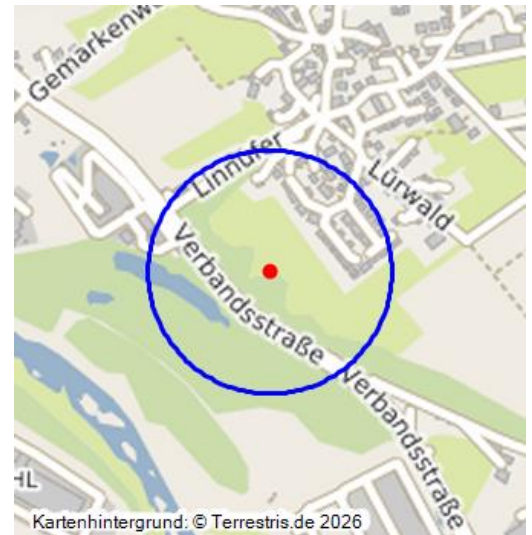 Gemarkenw
Linnufer
Lürwald
Verbandsstraße
Verbandsstraße
HL
Kartenhintergrund: © Terrestris.de 2026